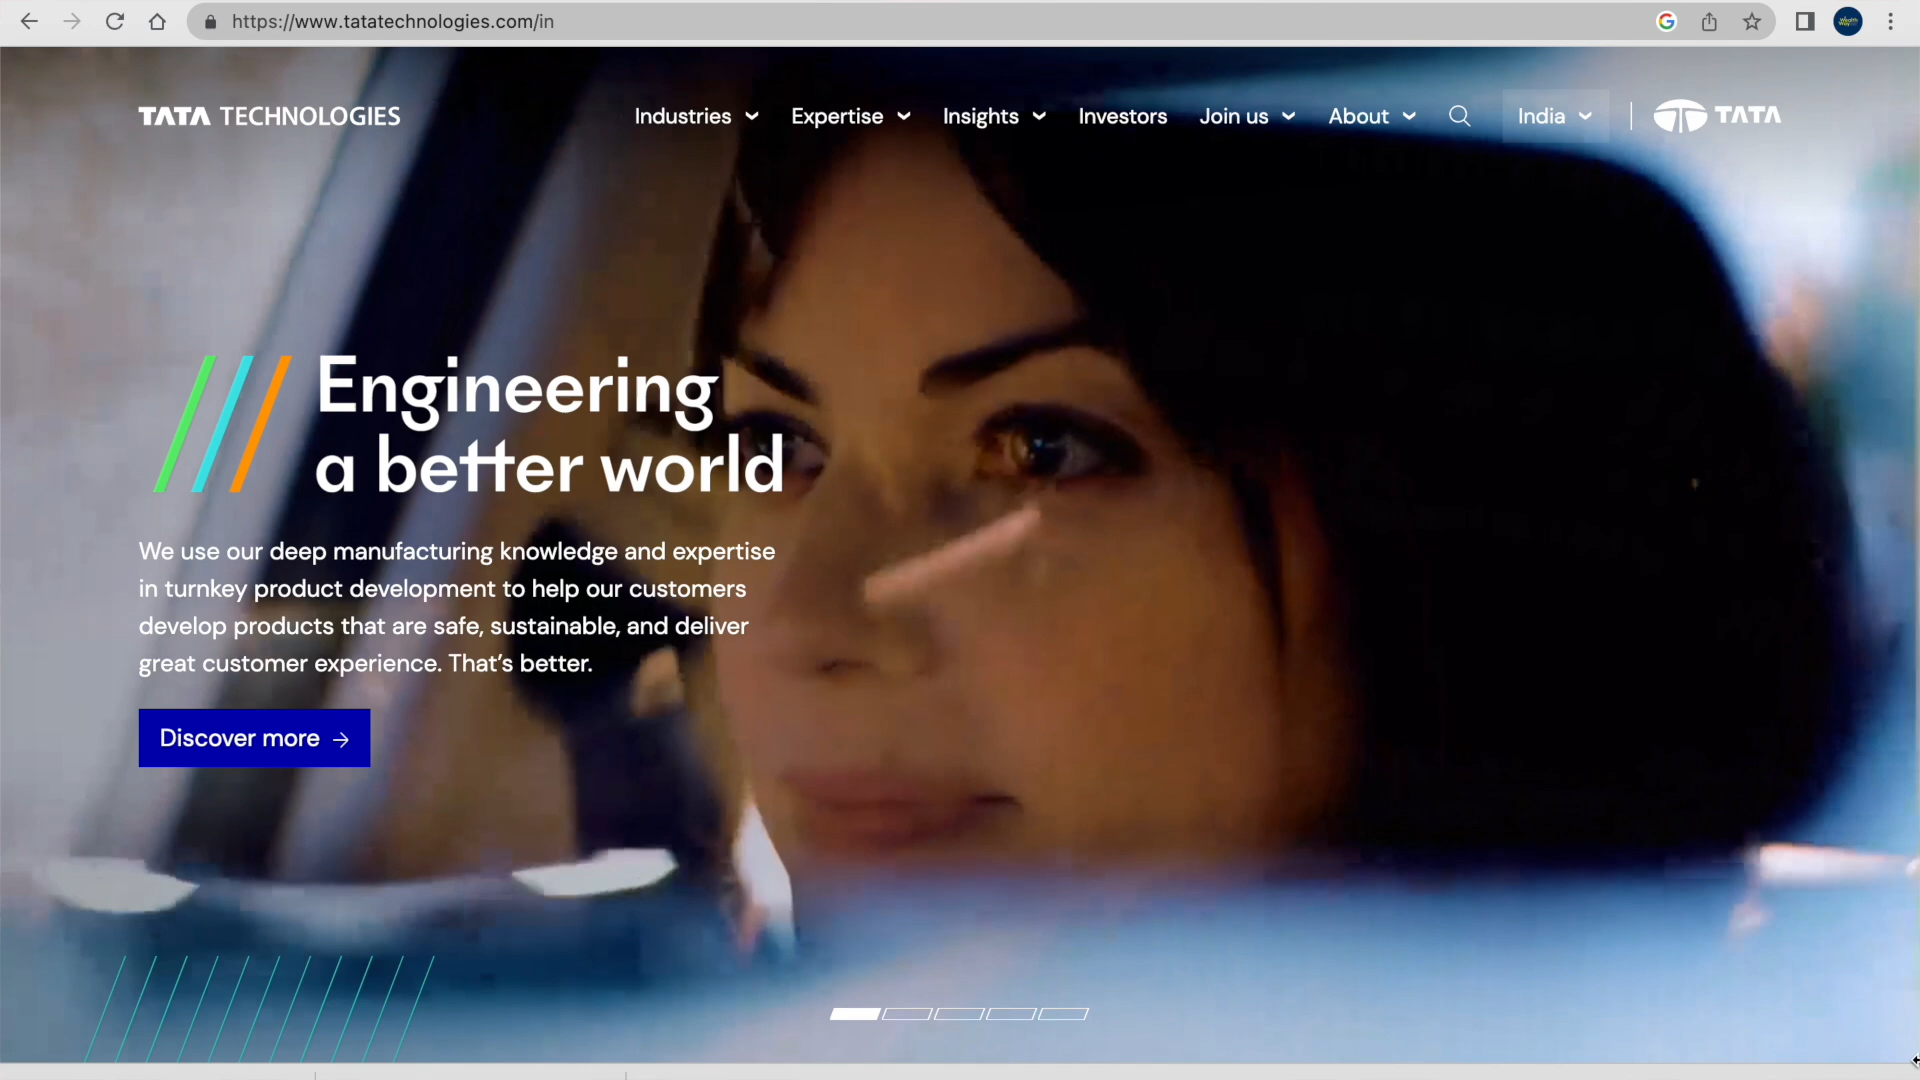 https://www.tatatechnologies.com/in
TATA TECHNOLOGIES
Industries
Expertise
Insights
Investors
Join us
About
India
TATA
Engineering
a better world
We use our deep manufacturing knowledge and expertise
in turnkey product development to help our customers
develop products that are safe, sustainable, and deliver
great customer experience. That’s better.
Discover more